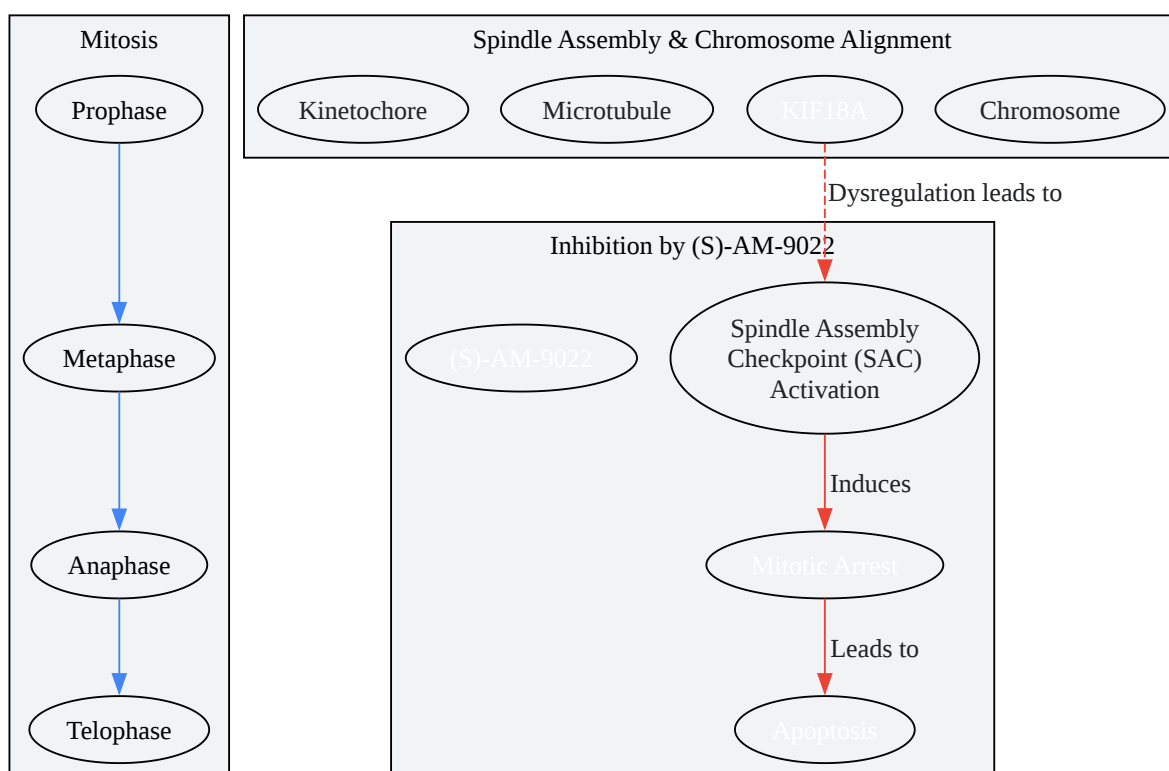 Mitosis
Prophase
Metaphase
Anaphase
Telophase
Spindle Assembly & Chromosome Alignment
Kinetochore
Microtubule
KIF18A
Chromosome
Dysregulation leads to
Inhibition by (S)-AM-9022
(S)-AM-9022
Spindle Assembly
Checkpoint (SAC)
Activation
Induces
Mitotic Arrest
Leads to
Apoptosis